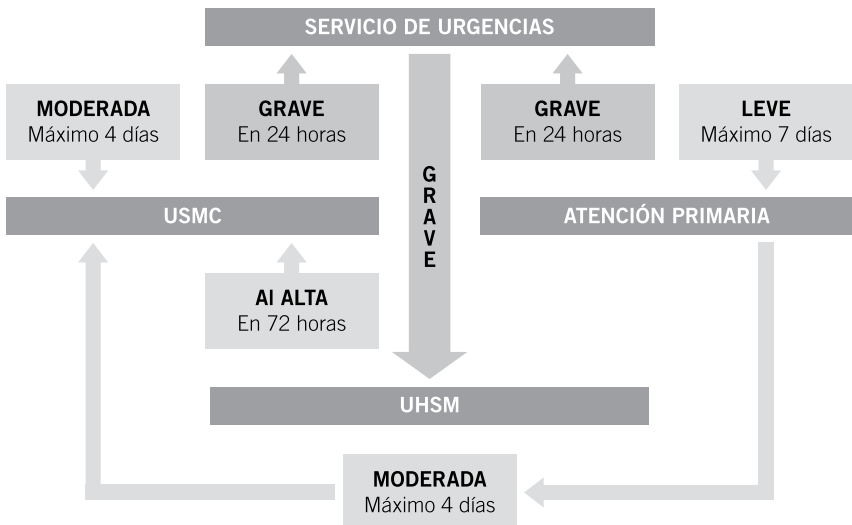 SERVICIO DE URGENCIAS
MODERADA
Máximo 4 días
GRAVE
En 24 horas
GRAVE
GRAVE
En 24 horas
LEVE
Máximo 7 días
USMC
ATENCIÓN PRIMARIA
Al ALTA
En 72 horas
UHSM
MODERADA
Máximo 4 días